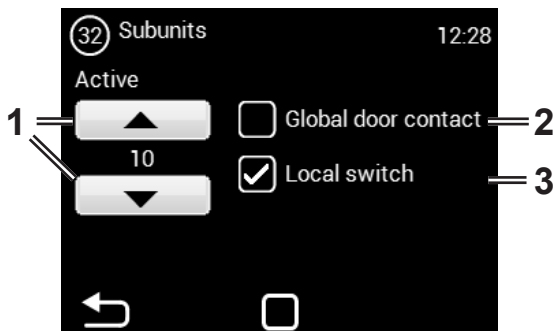 32 Subunits 12:28
Active
1 Global door contact 2
10
Local switch 3